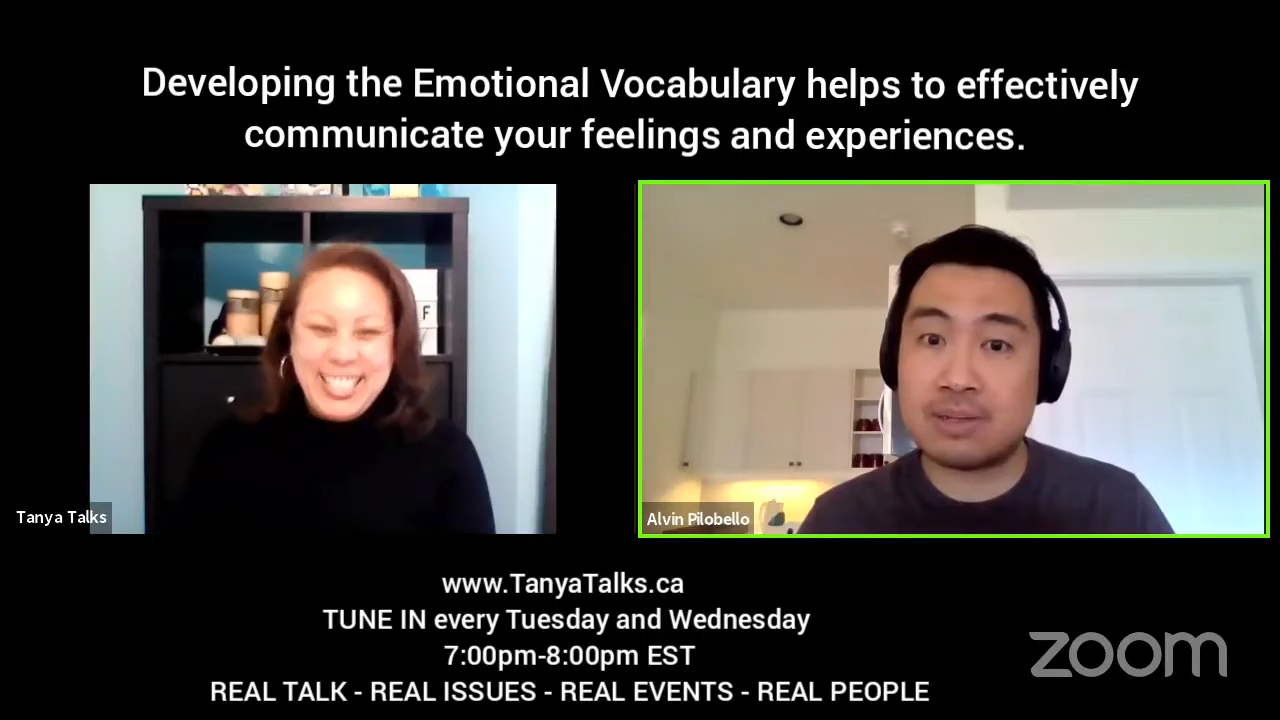 Developing the Emotional Vocabulary helps to effectively
communicate your feelings and experiences.
F
Tanya Talks
Alvin Pilobello
www.TanyaTalks.ca
TUNE IN every Tuesday and Wednesday
7:00pm-8:00pm EST
REAL TALK - REAL ISSUES - REAL EVENTS - REAL PEOPLE
zoom